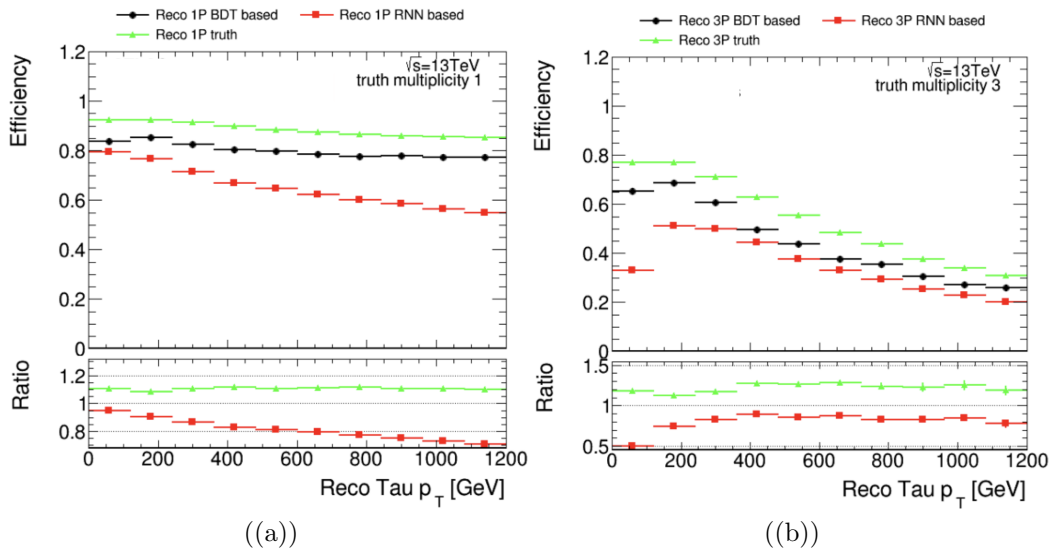 Reco 1P BDT based Reco 1P RNN based
Reco 1P truth
1.2
1
0.8
0.6
0.4
0.2
0
Efficiency
√s=13TeV
truth multiplicity 1
1.2
1
0.8
Ratio
0 200 400 600 800 1000 1200
Reco Tau p_T [GeV]
((a))
Reco 3P BDT based Reco 3P RNN based
Reco 3P truth
1.2
1
0.8
0.6
0.4
0.2
0
Efficiency
√s=13TeV
truth multiplicity 3
1.5
1
0.5
Ratio
0 200 400 600 800 1000 1200
Reco Tau p_T [GeV]
((b))